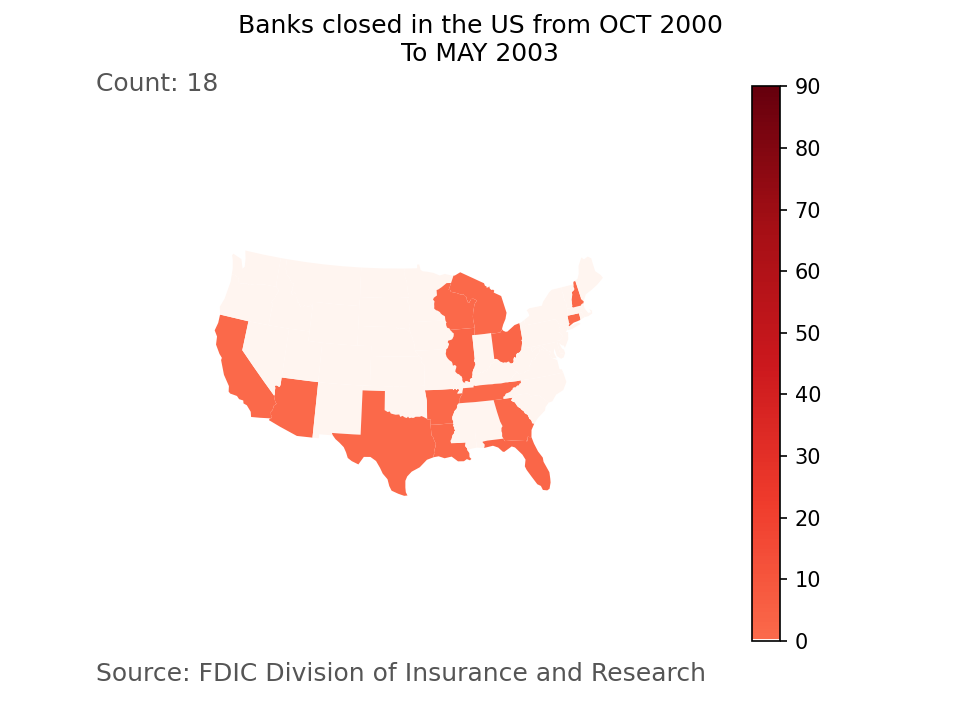 Banks closed in the US from OCT 2000
To MAY 2003
Count: 18
90
80
70
60
50
40
30
20
10
0
Source: FDIC Division of Insurance and Research